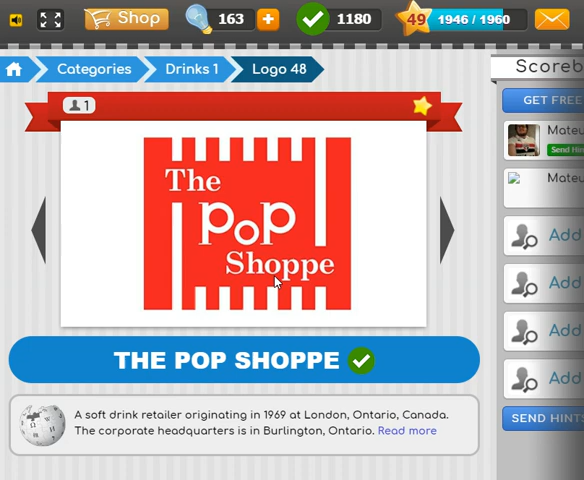 Shop
163
1180
49
1946 / 1960
Categories
Drinks 1
Logo 48
Scoreb
GET FREE
1
Mateu
Send Hin
Mateu
The
pop
Shoppe
Add
Add
Add
Add
THE POP SHOPPE
SEND HINTS
A soft drink retailer originating in 1969 at London, Ontario, Canada.
The corporate headquarters is in Burlington, Ontario. Read more